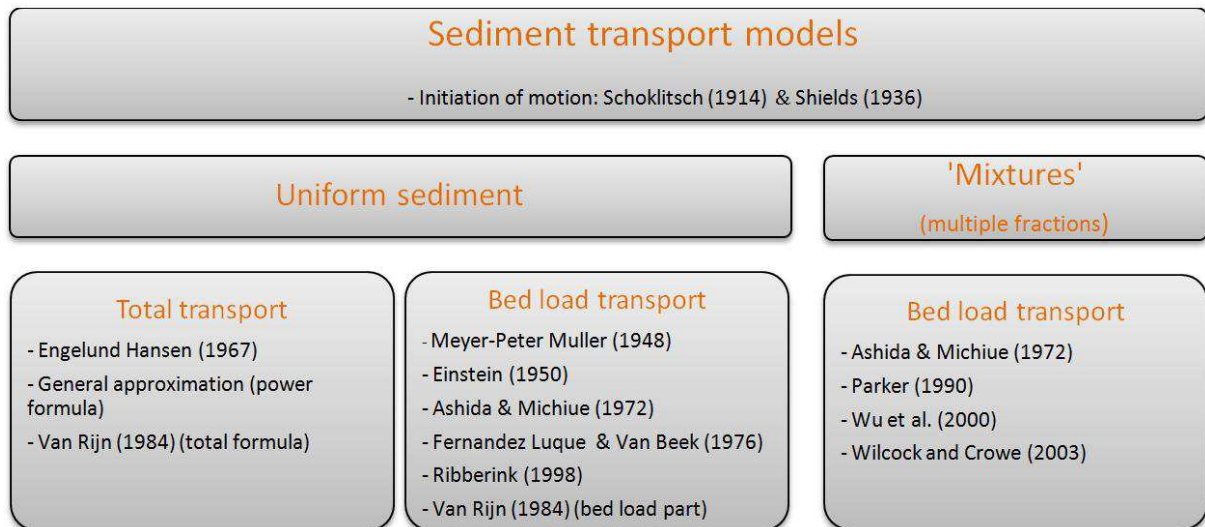 Sediment transport models
- Initiation of motion: Schoklitsch (1914) & Shields (1936)
Uniform sediment
'Mixtures'
(multiple fractions)
Total transport
- Engelund Hansen (1967)
- General approximation (power
formula)
- Van Rijn (1984) (total formula)
Bed load transport
- Meyer-Peter Muller (1948)
- Einstein (1950)
- Ashida & Michiue (1972)
- Fernandez Luque & Van Beek (1976)
- Ribberink (1998)
- Van Rijn (1984) (bed load part)
Bed load transport
- Ashida & Michiue (1972)
- Parker (1990)
- Wu et al. (2000)
- Wilcock and Crowe (2003)